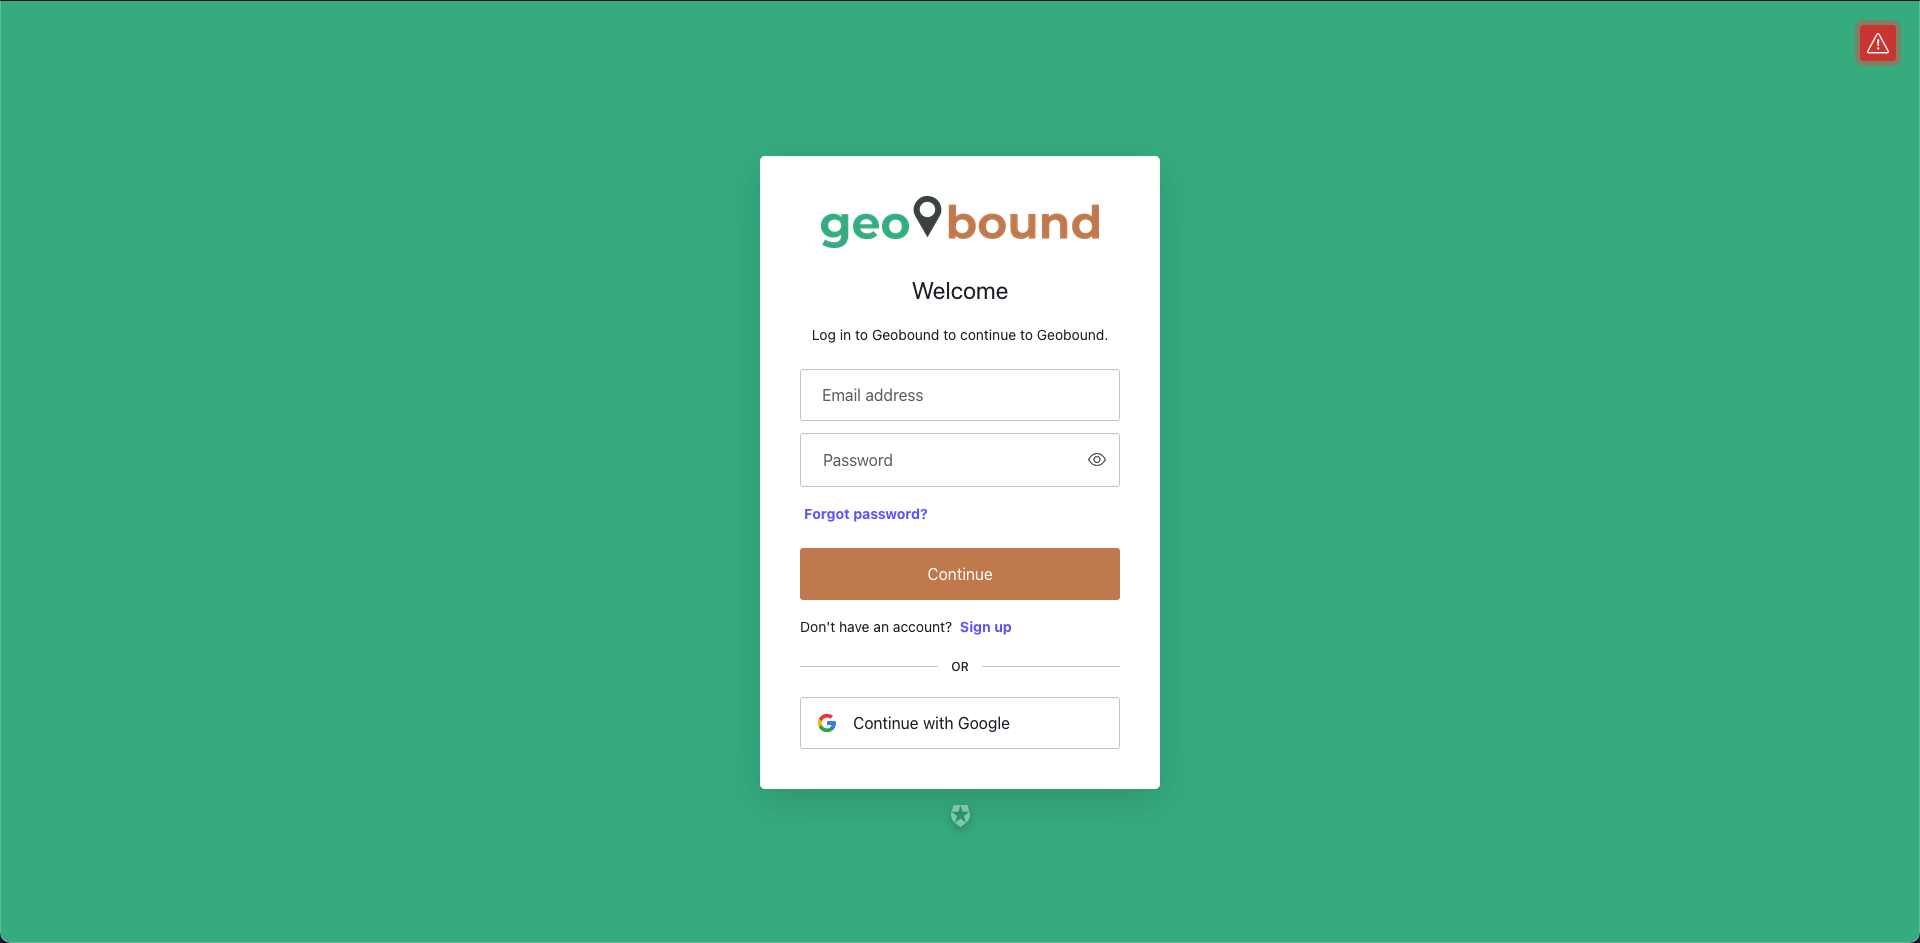 geobound
Welcome
Log in to Geobound to continue to Geobound.
Email address
Password
Forgot password?
Continue
Don't have an account? Sign up
OR
Continue with Google